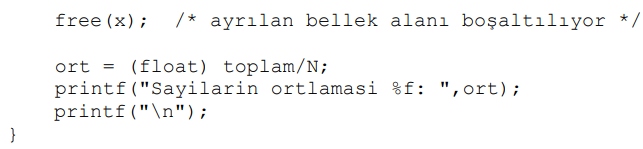 free(x);  /* ayrılan bellek alanı boşaltılıyor */
ort = (float) toplam/N;
printf("Sayilarin ortlamasi %f: ",ort);
printf("\n");
}